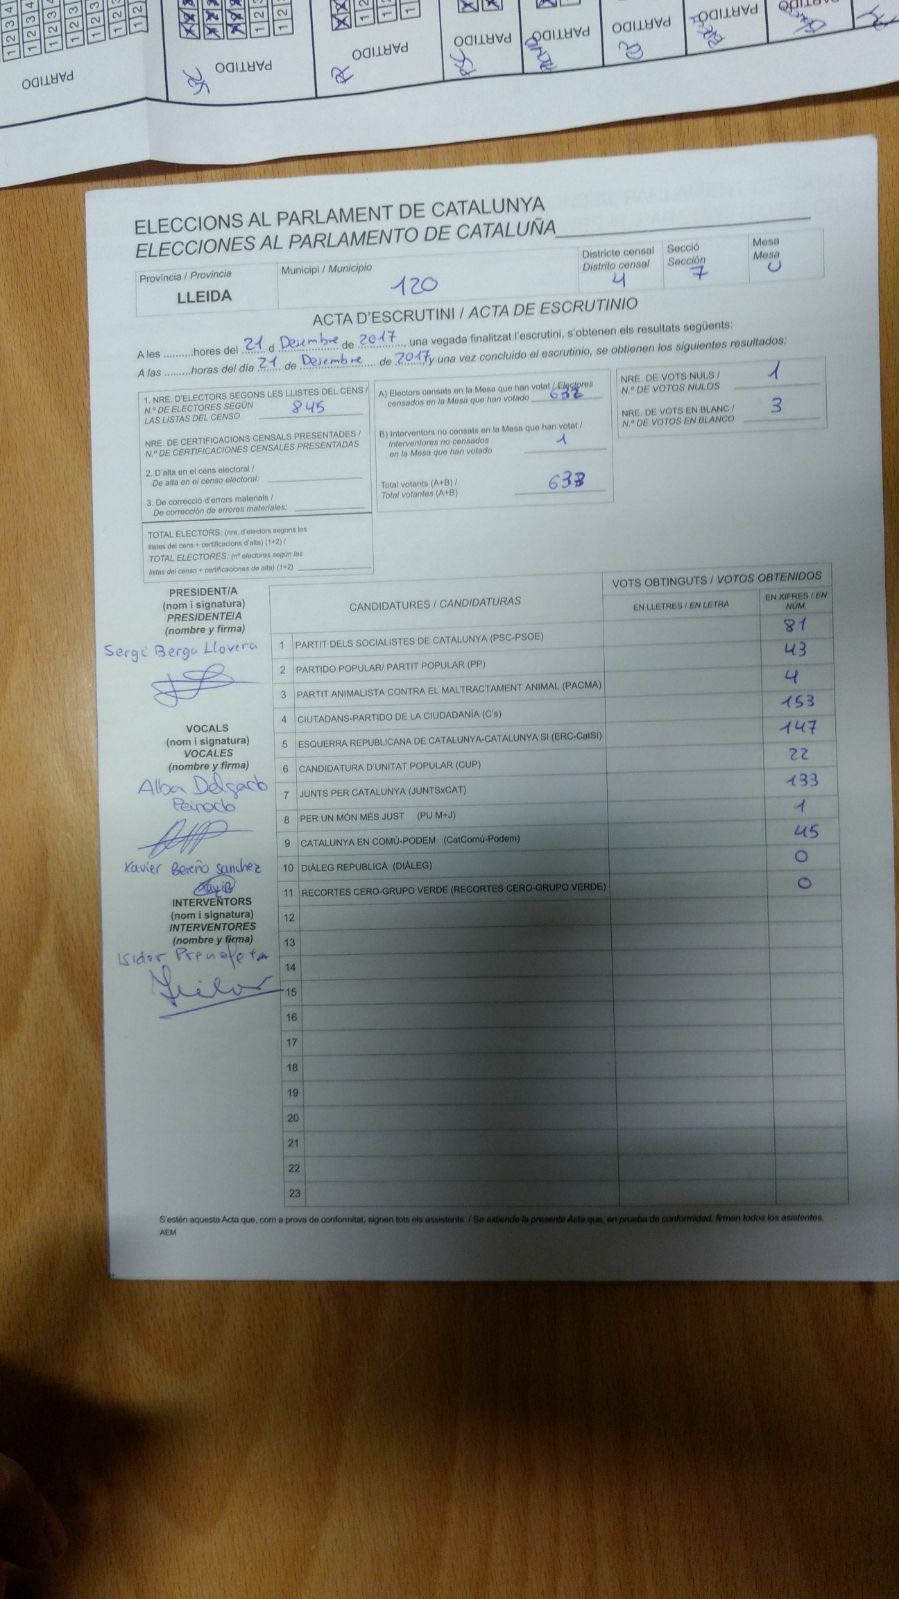 PARTIDO
PARTIDO
PARTIDO
PARTIDO
PARTIDO
PARTIDO
PARTIDO
ELECCIONS AL PARLAMENT DE CATALUNYA
ELECCIONES AL PARLAMENTO DE CATALUÑA
Província / Provincia
LLEIDA
Municipi / Municipio
120
Districte censal
Distrito censal
4
Secció
Sección
7
Mesa
Mesa
U
ACTA D'ESCRUTINI / ACTA DE ESCRUTINIO
A les ..........hores del 21 d Desembre de 2017, una vegada finalitzat l'escrutini, s'obtenen els resultats següents:
A las .........horas del día 21 de Desembre de 2017, y una vez concluido el escrutinio, se obtienen los siguientes resultados:
1. NRE. D'ELECTORS SEGONS LES LLISTES DEL CENS /
N.º DE ELECTORES SEGÚN
LAS LISTAS DEL CENSO 845
NRE. DE CERTIFICACIONS CENSALS PRESENTADES /
N.º DE CERTIFICACIONES CENSALES PRESENTADAS
2. D'alta en el cens electoral /
De alta en el censo electoral:
3. De correcció d'errors materials /
De corrección de errores materiales:
TOTAL ELECTORS: (nre. d'electors segons les
llistes del cens + certificacions d'alta) (1+2) /
TOTAL ELECTORES: (nº electores según las
listas del censo + certificaciones de alta) (1+2)
A) Electors censats en la Mesa que han votat / Electores
censados en la Mesa que han votado 632
B) Interventors no censats en la Mesa que han votat /
Interventores no censados
en la Mesa que han votado 1
Total votants (A+B) /
Total votantes (A+B) 633
NRE. DE VOTS NULS /
N.º DE VOTOS NULOS 1
NRE. DE VOTS EN BLANC /
N.º DE VOTOS EN BLANCO 3
PRESIDENT/A
(nom i signatura)
PRESIDENTE/A
(nombre y firma)
Sergi Berga Llovera
VOCALS
(nom i signatura)
VOCALES
(nombre y firma)
Alba Delgado
Peinado
Xavier Bereño Sanchez
INTERVENTORS
(nom i signatura)
INTERVENTORES
(nombre y firma)
Isidor Prenafeta
CANDIDATURES / CANDIDATURAS
VOTS OBTINGUTS / VOTOS OBTENIDOS
EN LLETRES / EN LETRA
EN XIFRES / EN NÚM.
1 PARTIT DELS SOCIALISTES DE CATALUNYA (PSC-PSOE) 81
2 PARTIDO POPULAR/ PARTIT POPULAR (PP) 43
3 PARTIT ANIMALISTA CONTRA EL MALTRACTAMENT ANIMAL (PACMA) 4
4 CIUTADANS-PARTIDO DE LA CIUDADANÍA (C's) 153
5 ESQUERRA REPUBLICANA DE CATALUNYA-CATALUNYA SÍ (ERC-CatSí) 147
6 CANDIDATURA D'UNITAT POPULAR (CUP) 22
7 JUNTS PER CATALUNYA (JUNTSxCAT) 133
8 PER UN MÓN MÉS JUST (PU M+J) 1
9 CATALUNYA EN COMÚ-PODEM (CatComú-Podem) 45
10 DIÀLEG REPUBLICÀ (DIÀLEG) 0
11 RECORTES CERO-GRUPO VERDE (RECORTES CERO-GRUPO VERDE) 0
12
13
14
15
16
17
18
19
20
21
22
23
S'estén aquesta Acta que, com a prova de conformitat, signen tots els assistents. / Se extiende la presente Acta que, en prueba de conformidad, firman todos los asistentes.
AEM